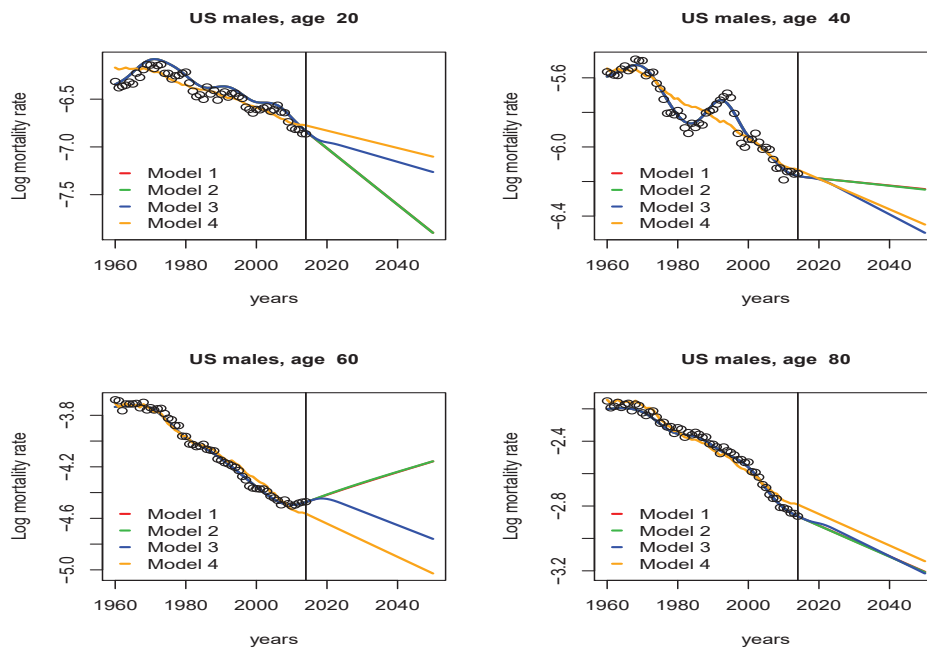 US males, age 20
Log mortality rate
−6.5
−7.0
−7.5
Model 1
Model 2
Model 3
Model 4
1960 1980 2000 2020 2040
years
US males, age 40
Log mortality rate
−5.6
−6.0
−6.4
Model 1
Model 2
Model 3
Model 4
1960 1980 2000 2020 2040
years
US males, age 60
Log mortality rate
−3.8
−4.2
−4.6
−5.0
Model 1
Model 2
Model 3
Model 4
1960 1980 2000 2020 2040
years
US males, age 80
Log mortality rate
−2.4
−2.8
−3.2
Model 1
Model 2
Model 3
Model 4
1960 1980 2000 2020 2040
years